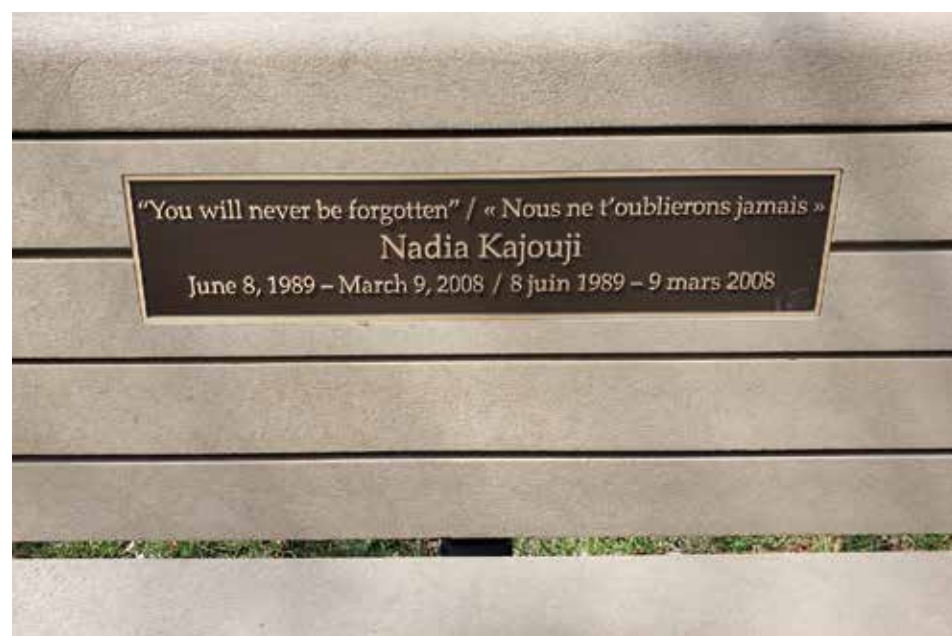 "You will never be forgotten" / « Nous ne t'oublierons jamais »
Nadia Kajouji
June 8, 1989 – March 9, 2008 / 8 juin 1989 – 9 mars 2008